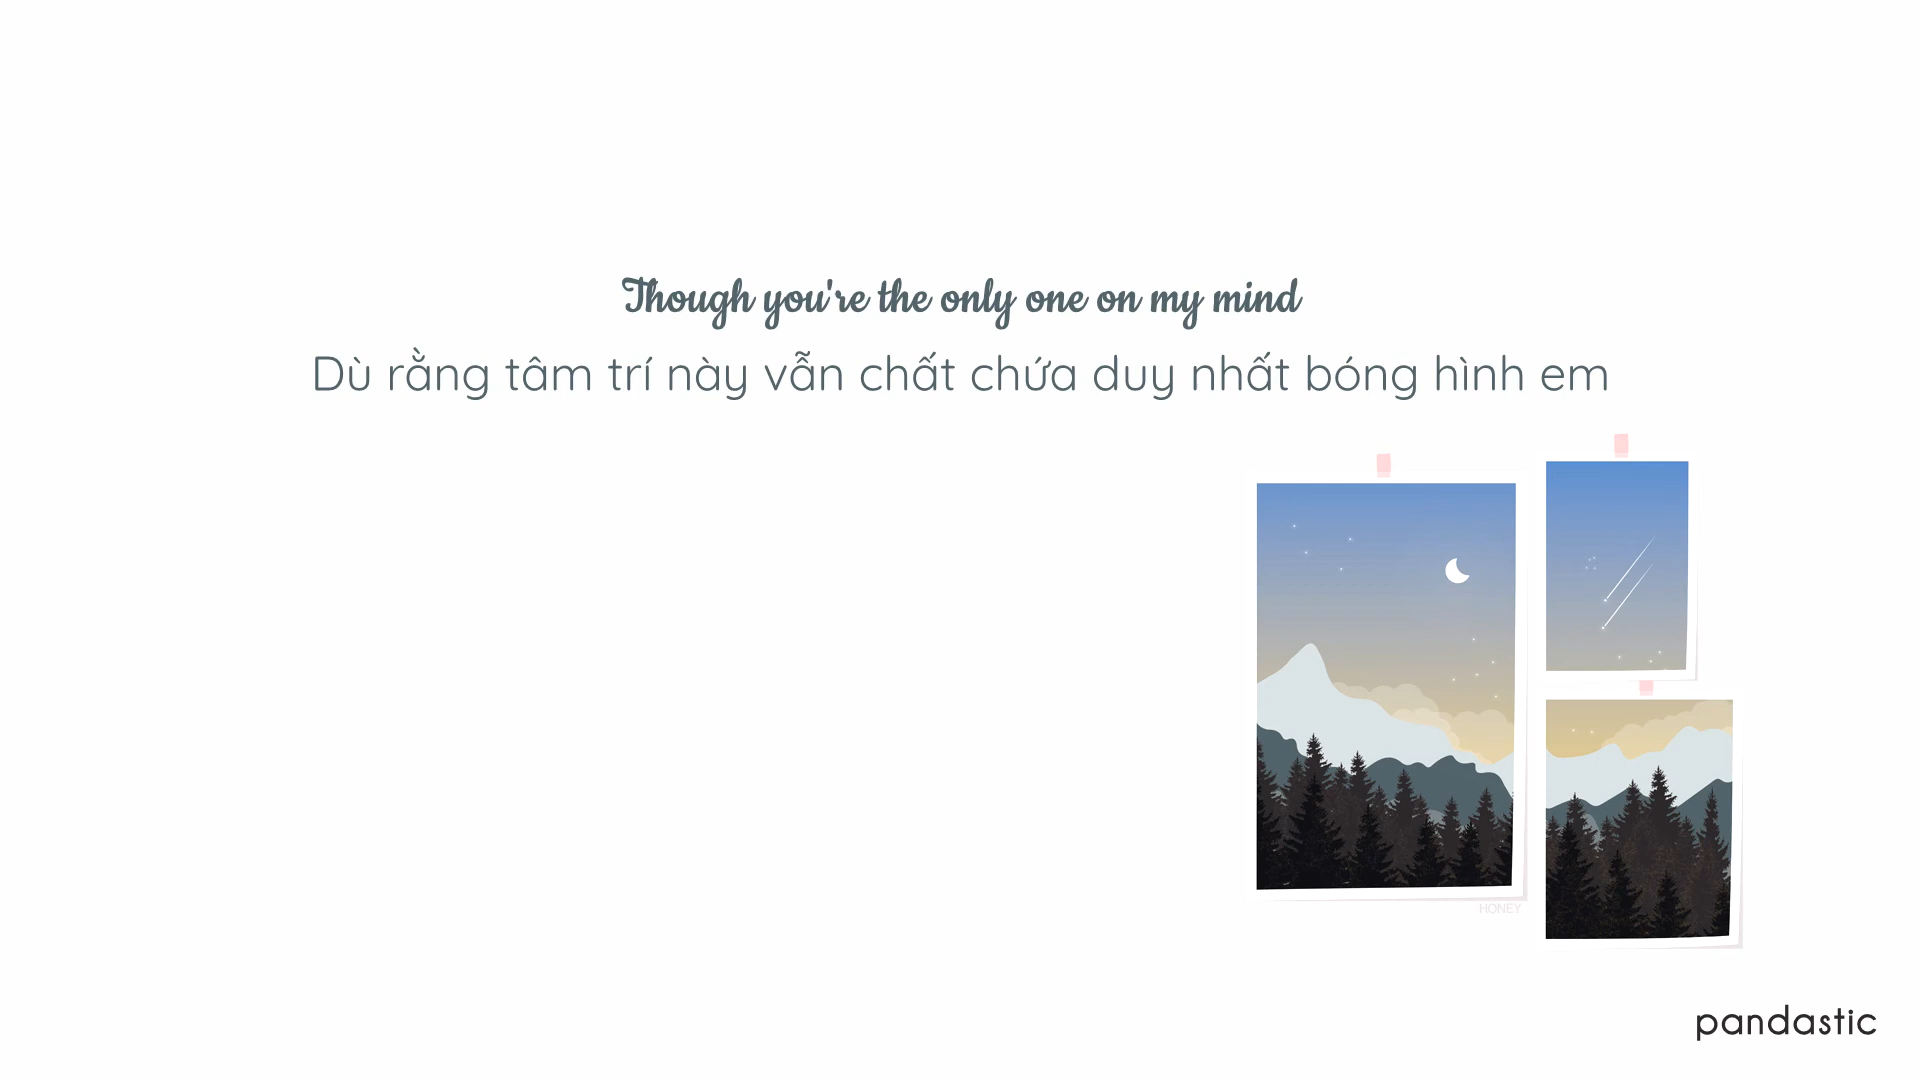 Though you're the only one on my mind
Dù rằng tâm trí này vẫn chất chứa duy nhất bóng hình em
HONEY
pandastic